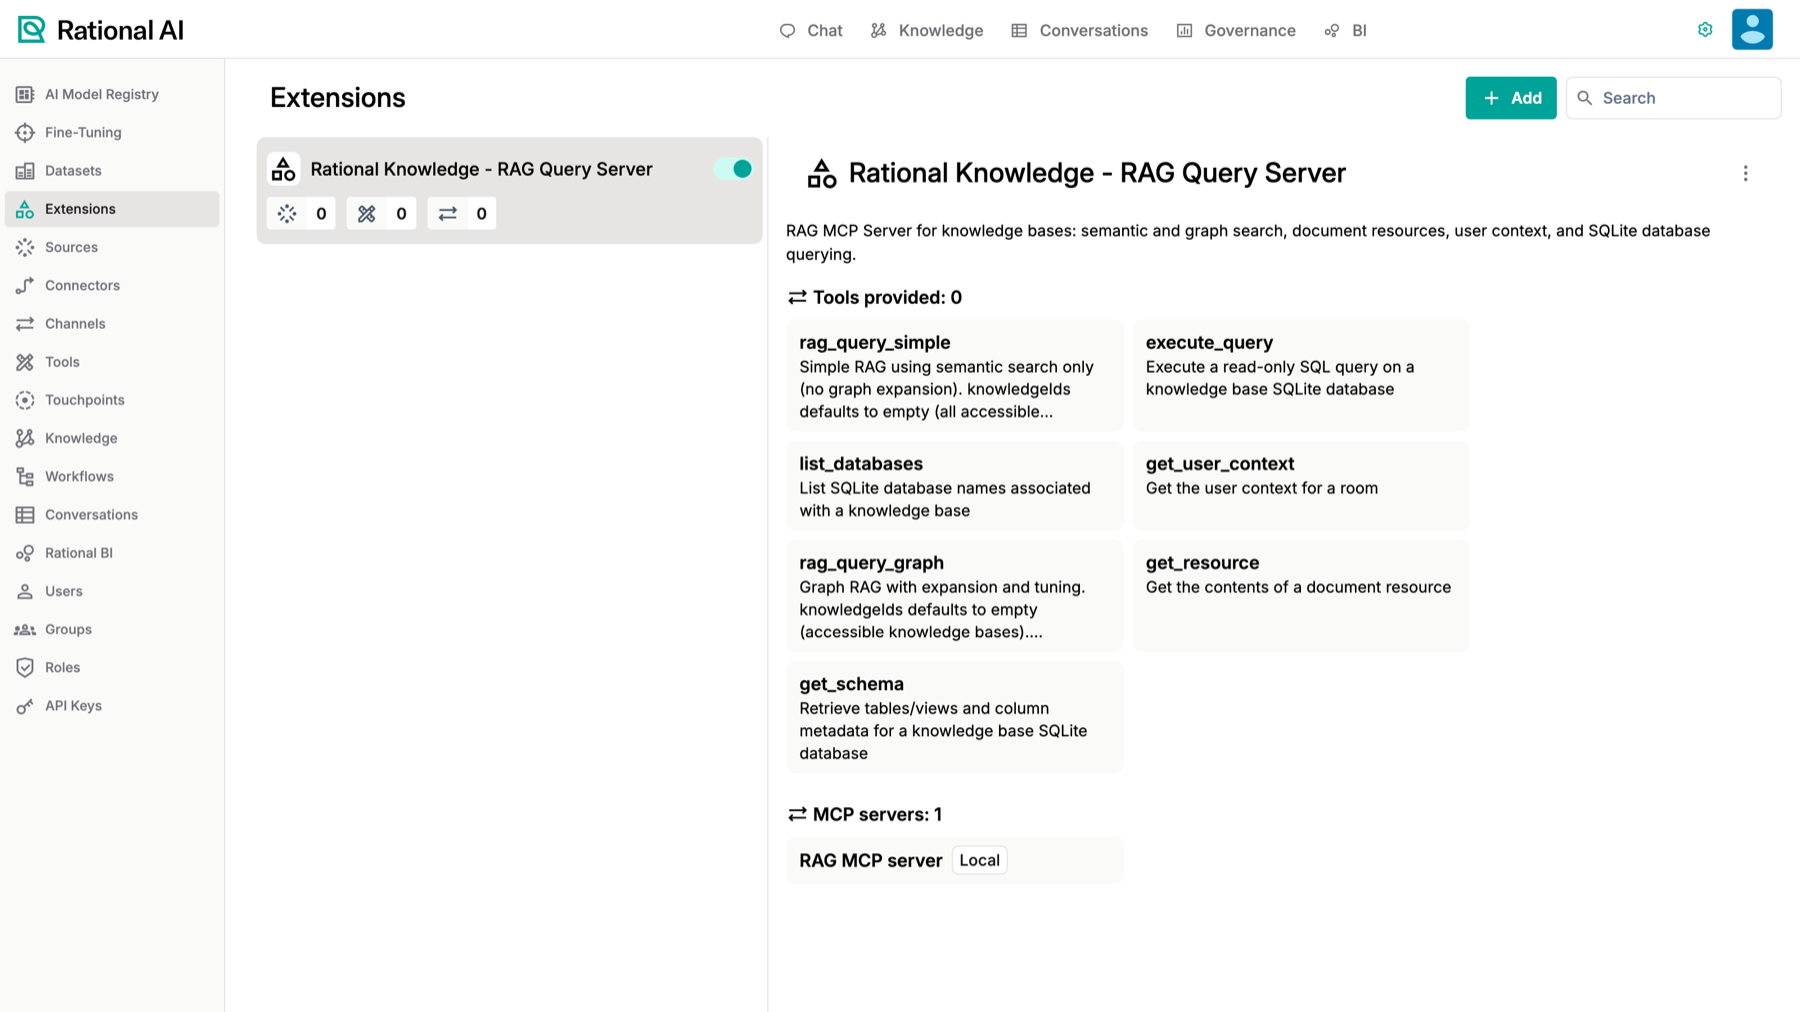 Rational AI
Chat
Knowledge
Conversations
Governance
BI
AI Model Registry
Fine-Tuning
Datasets
Extensions
Sources
Connectors
Channels
Tools
Touchpoints
Knowledge
Workflows
Conversations
Rational BI
Users
Groups
Roles
API Keys
Extensions
Add
Search
Rational Knowledge - RAG Query Server
0
0
0
Rational Knowledge - RAG Query Server
RAG MCP Server for knowledge bases: semantic and graph search, document resources, user context, and SQLite database
querying.
Tools provided: 0
rag_query_simple
Simple RAG using semantic search only
(no graph expansion). knowledgeIds
defaults to empty (all accessible...
execute_query
Execute a read-only SQL query on a
knowledge base SQLite database
list_databases
List SQLite database names associated
with a knowledge base
get_user_context
Get the user context for a room
rag_query_graph
Graph RAG with expansion and tuning.
knowledgeIds defaults to empty
(accessible knowledge bases)....
get_resource
Get the contents of a document resource
get_schema
Retrieve tables/views and column
metadata for a knowledge base SQLite
database
MCP servers: 1
RAG MCP server
Local